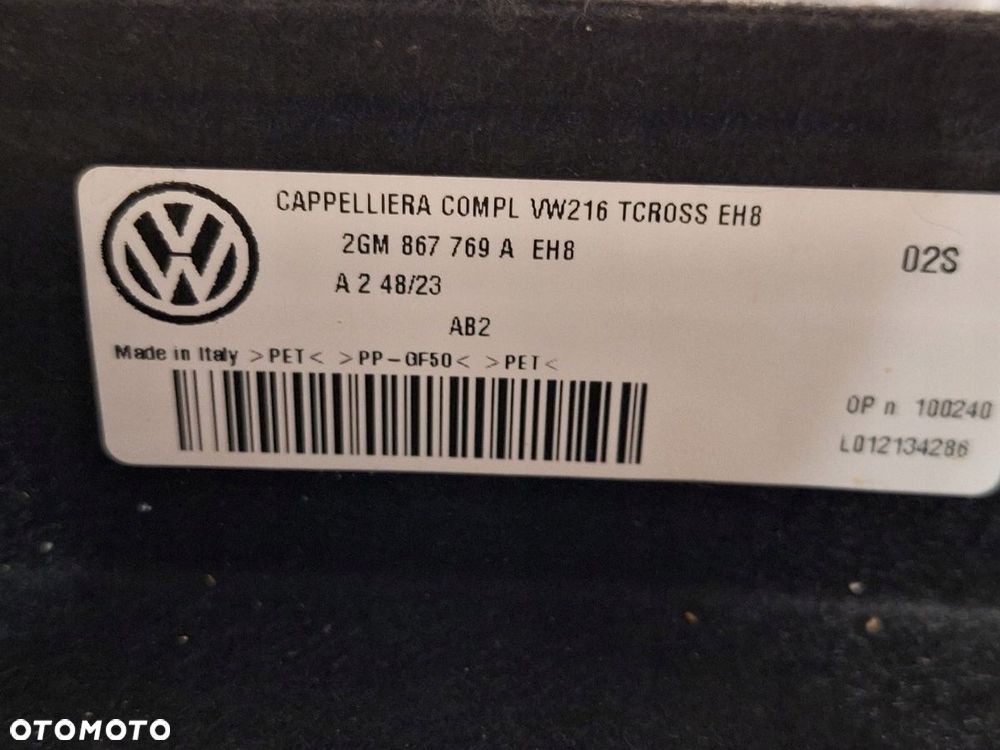 CAPPELLIERA COMPL VW216 TCROSS EH8
2GM 867 769 A EH8
02S
A 2 48/23
AB2
Made in Italy >PET< >PP-GF50< >PET<
OP n 100240
L012134286
OTOMOTO